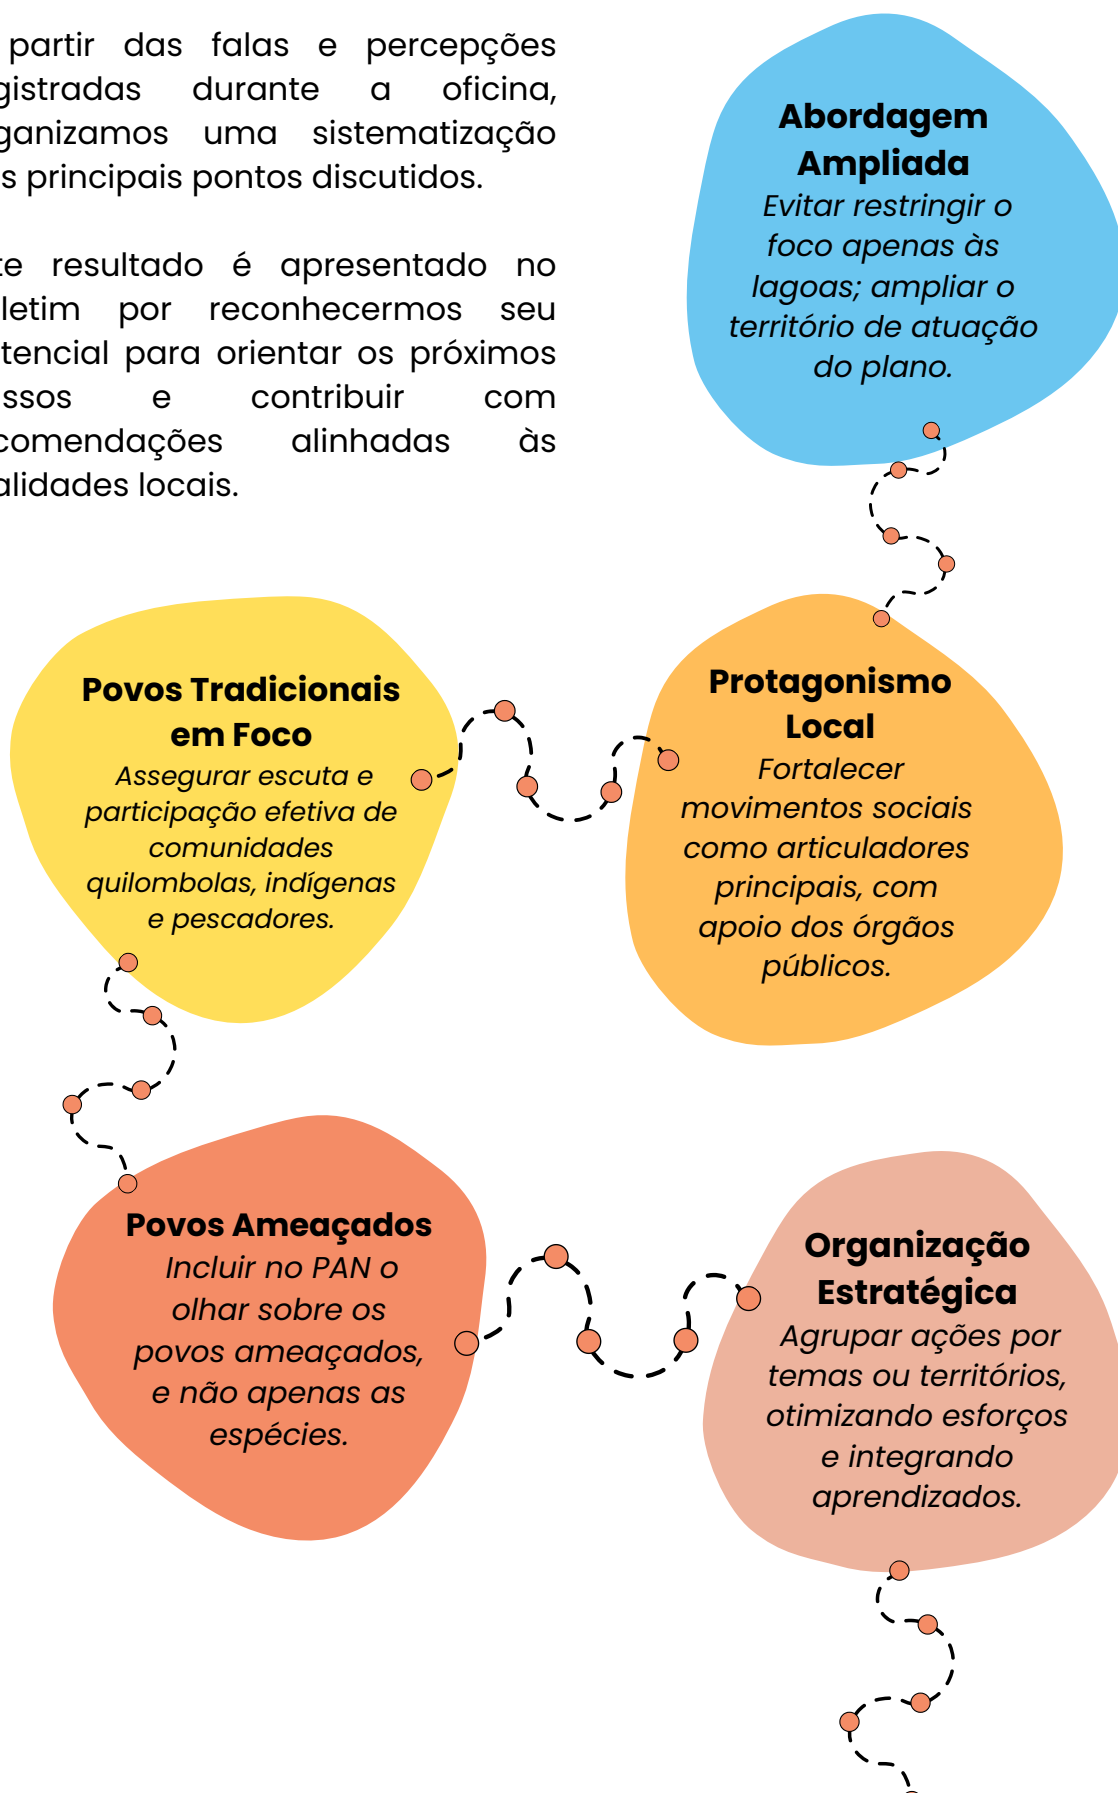 partir das falas e percepções
gistradas durante a oficina,
ganizamos uma sistematização
s principais pontos discutidos.
te resultado é apresentado no
letim por reconhecermos seu
tencial para orientar os próximos
ssos e contribuir com
comendações alinhadas às
alidades locais.
Abordagem
Ampliada
Evitar restringir o
foco apenas às
lagoas; ampliar o
território de atuação
do plano.
Protagonismo
Local
Fortalecer
movimentos sociais
como articuladores
principais, com
apoio dos órgãos
públicos.
Povos Tradicionais
em Foco
Assegurar escuta e
participação efetiva de
comunidades
quilombolas, indígenas
e pescadores.
Povos Ameaçados
Incluir no PAN o
olhar sobre os
povos ameaçados,
e não apenas as
espécies.
Organização
Estratégica
Agrupar ações por
temas ou territórios,
otimizando esforços
e integrando
aprendizados.